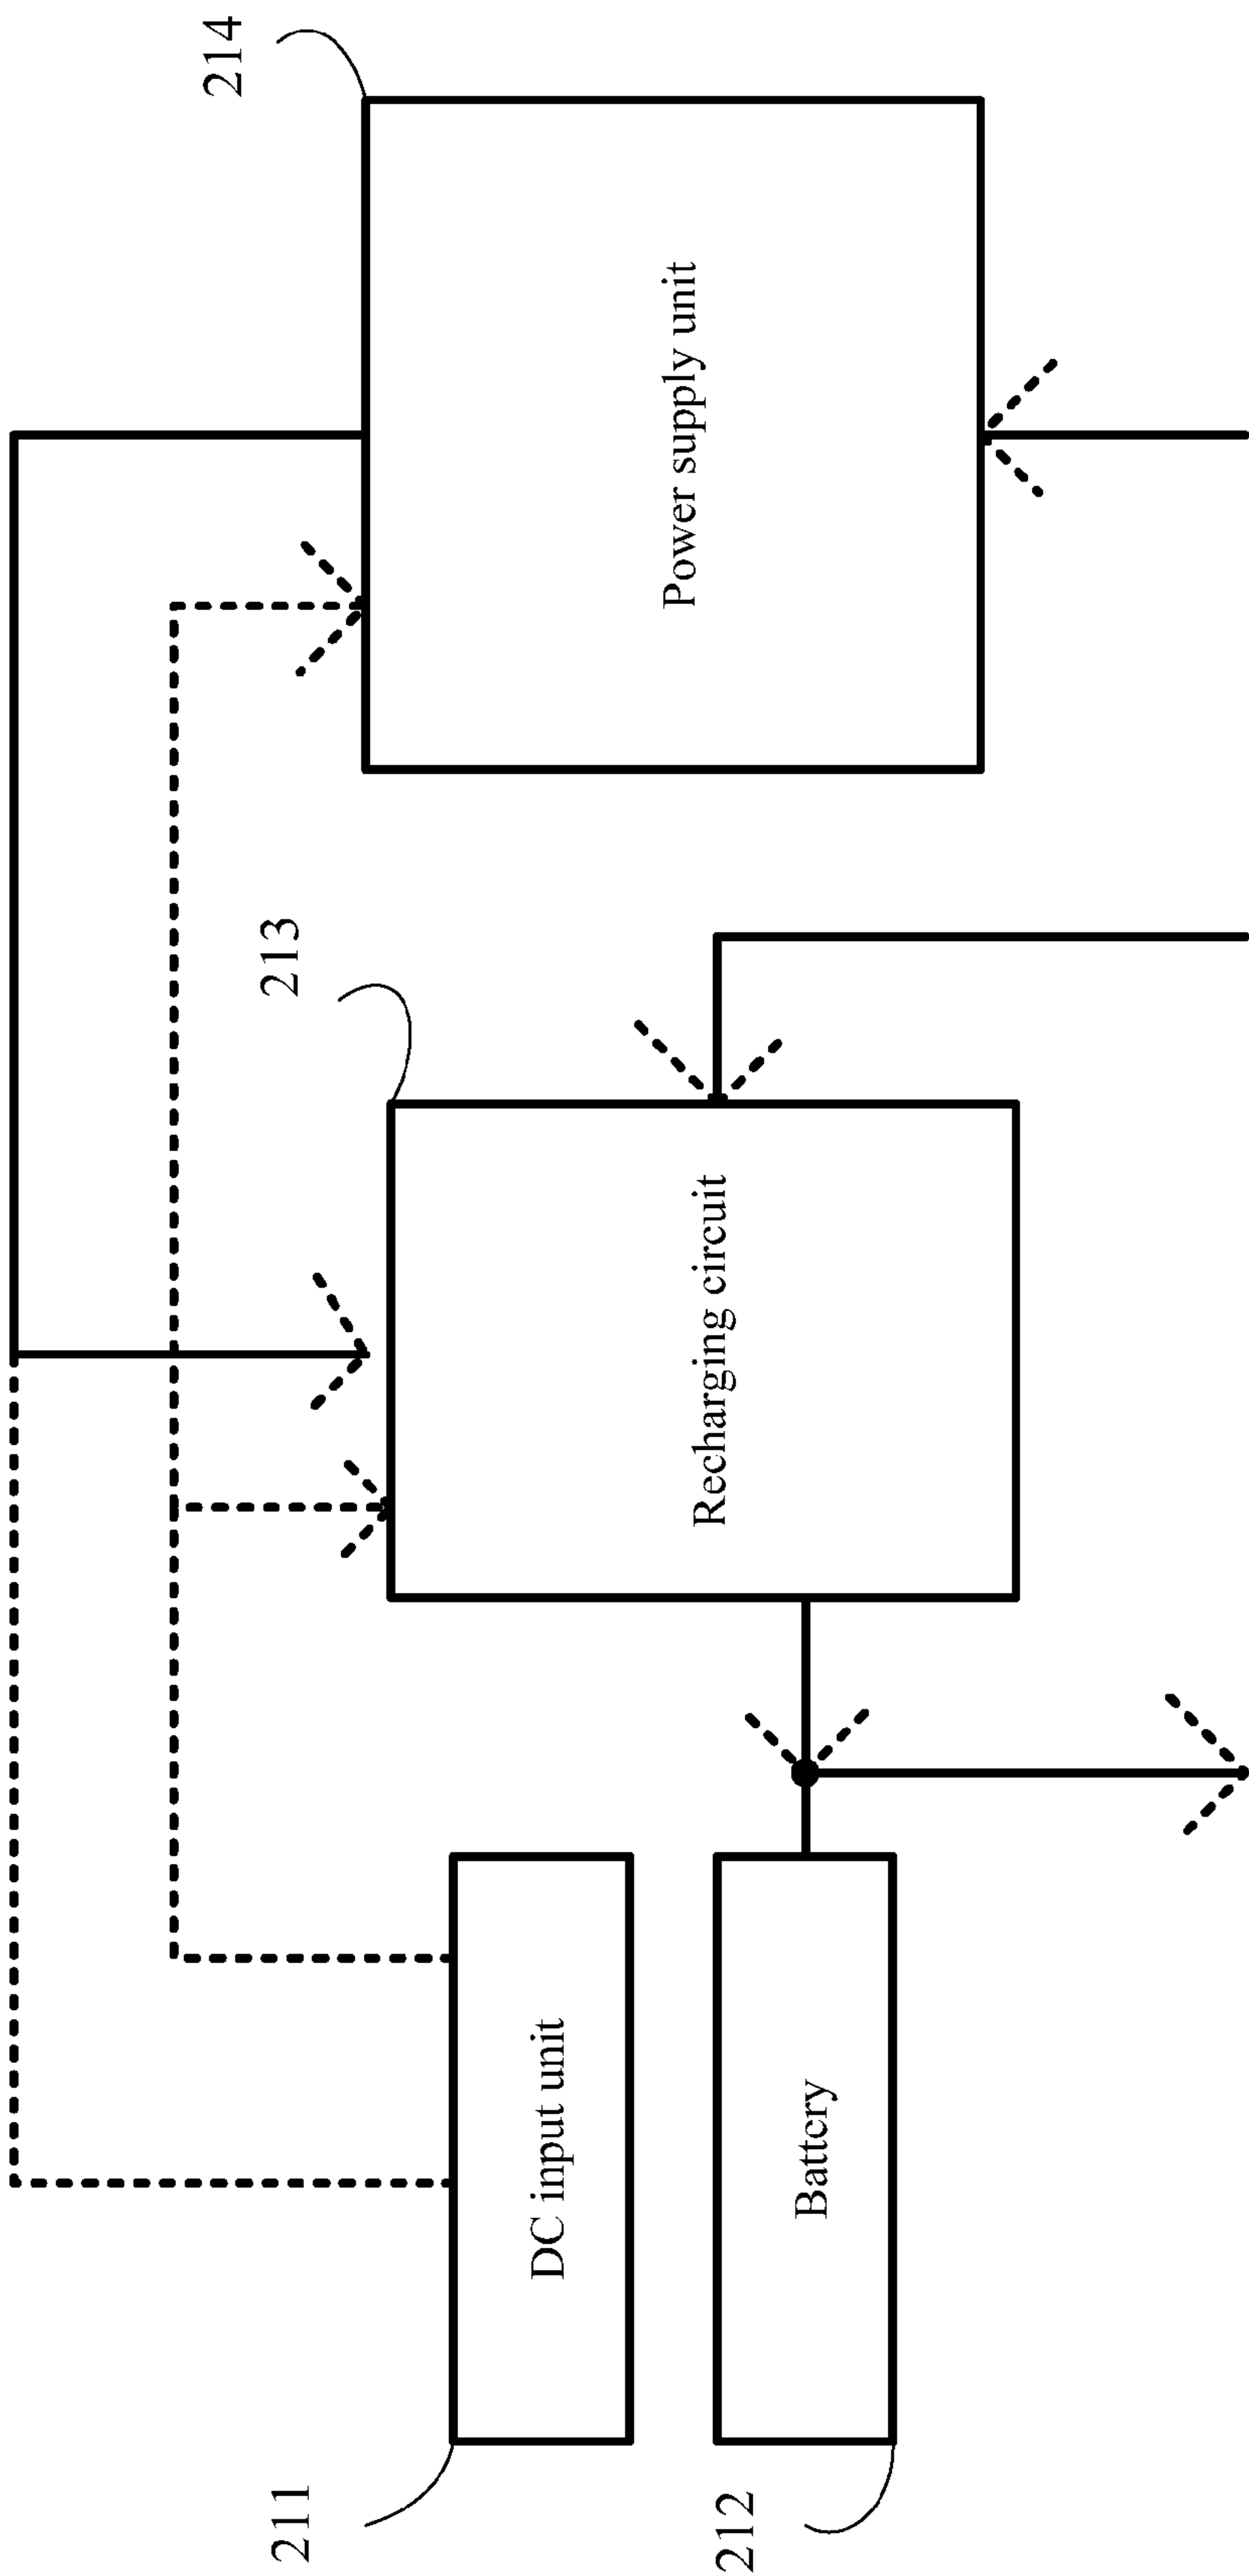 211
DC input unit
212
Battery
213
Recharging circuit
214
Power supply unit